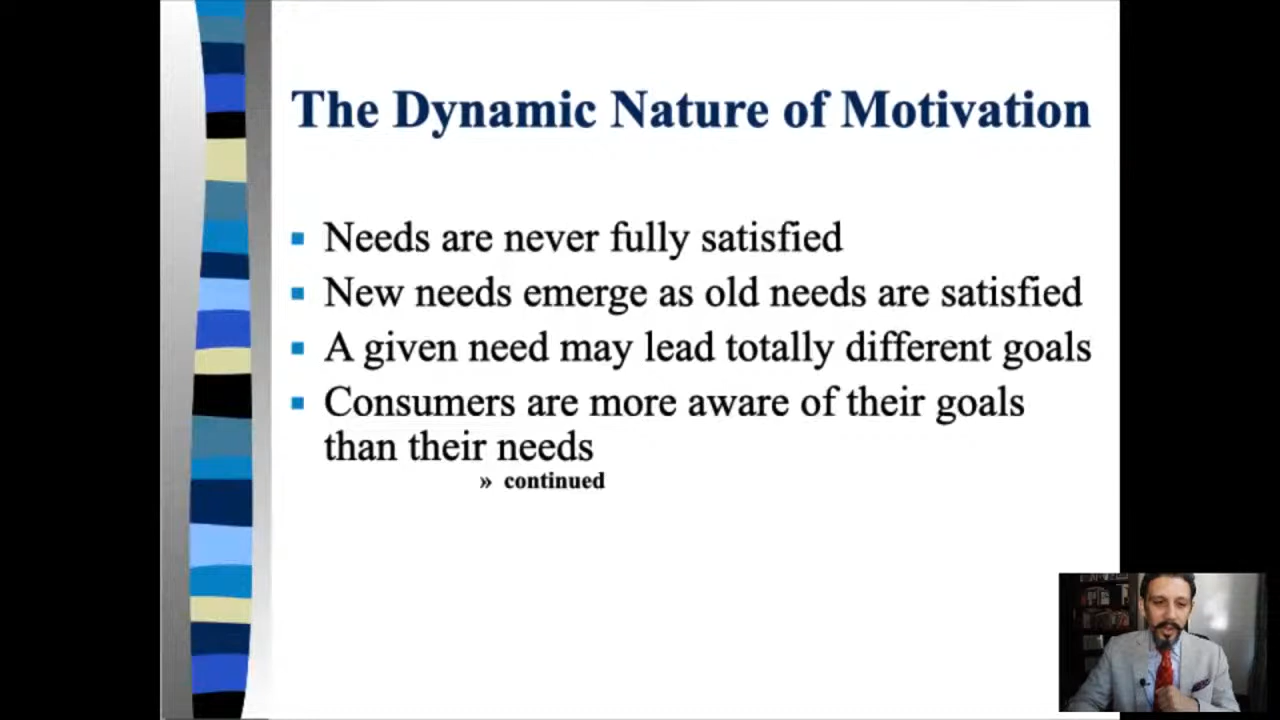 The Dynamic Nature of Motivation
▪ Needs are never fully satisfied
▪ New needs emerge as old needs are satisfied
▪ A given need may lead totally different goals
▪ Consumers are more aware of their goals
than their needs
» continued